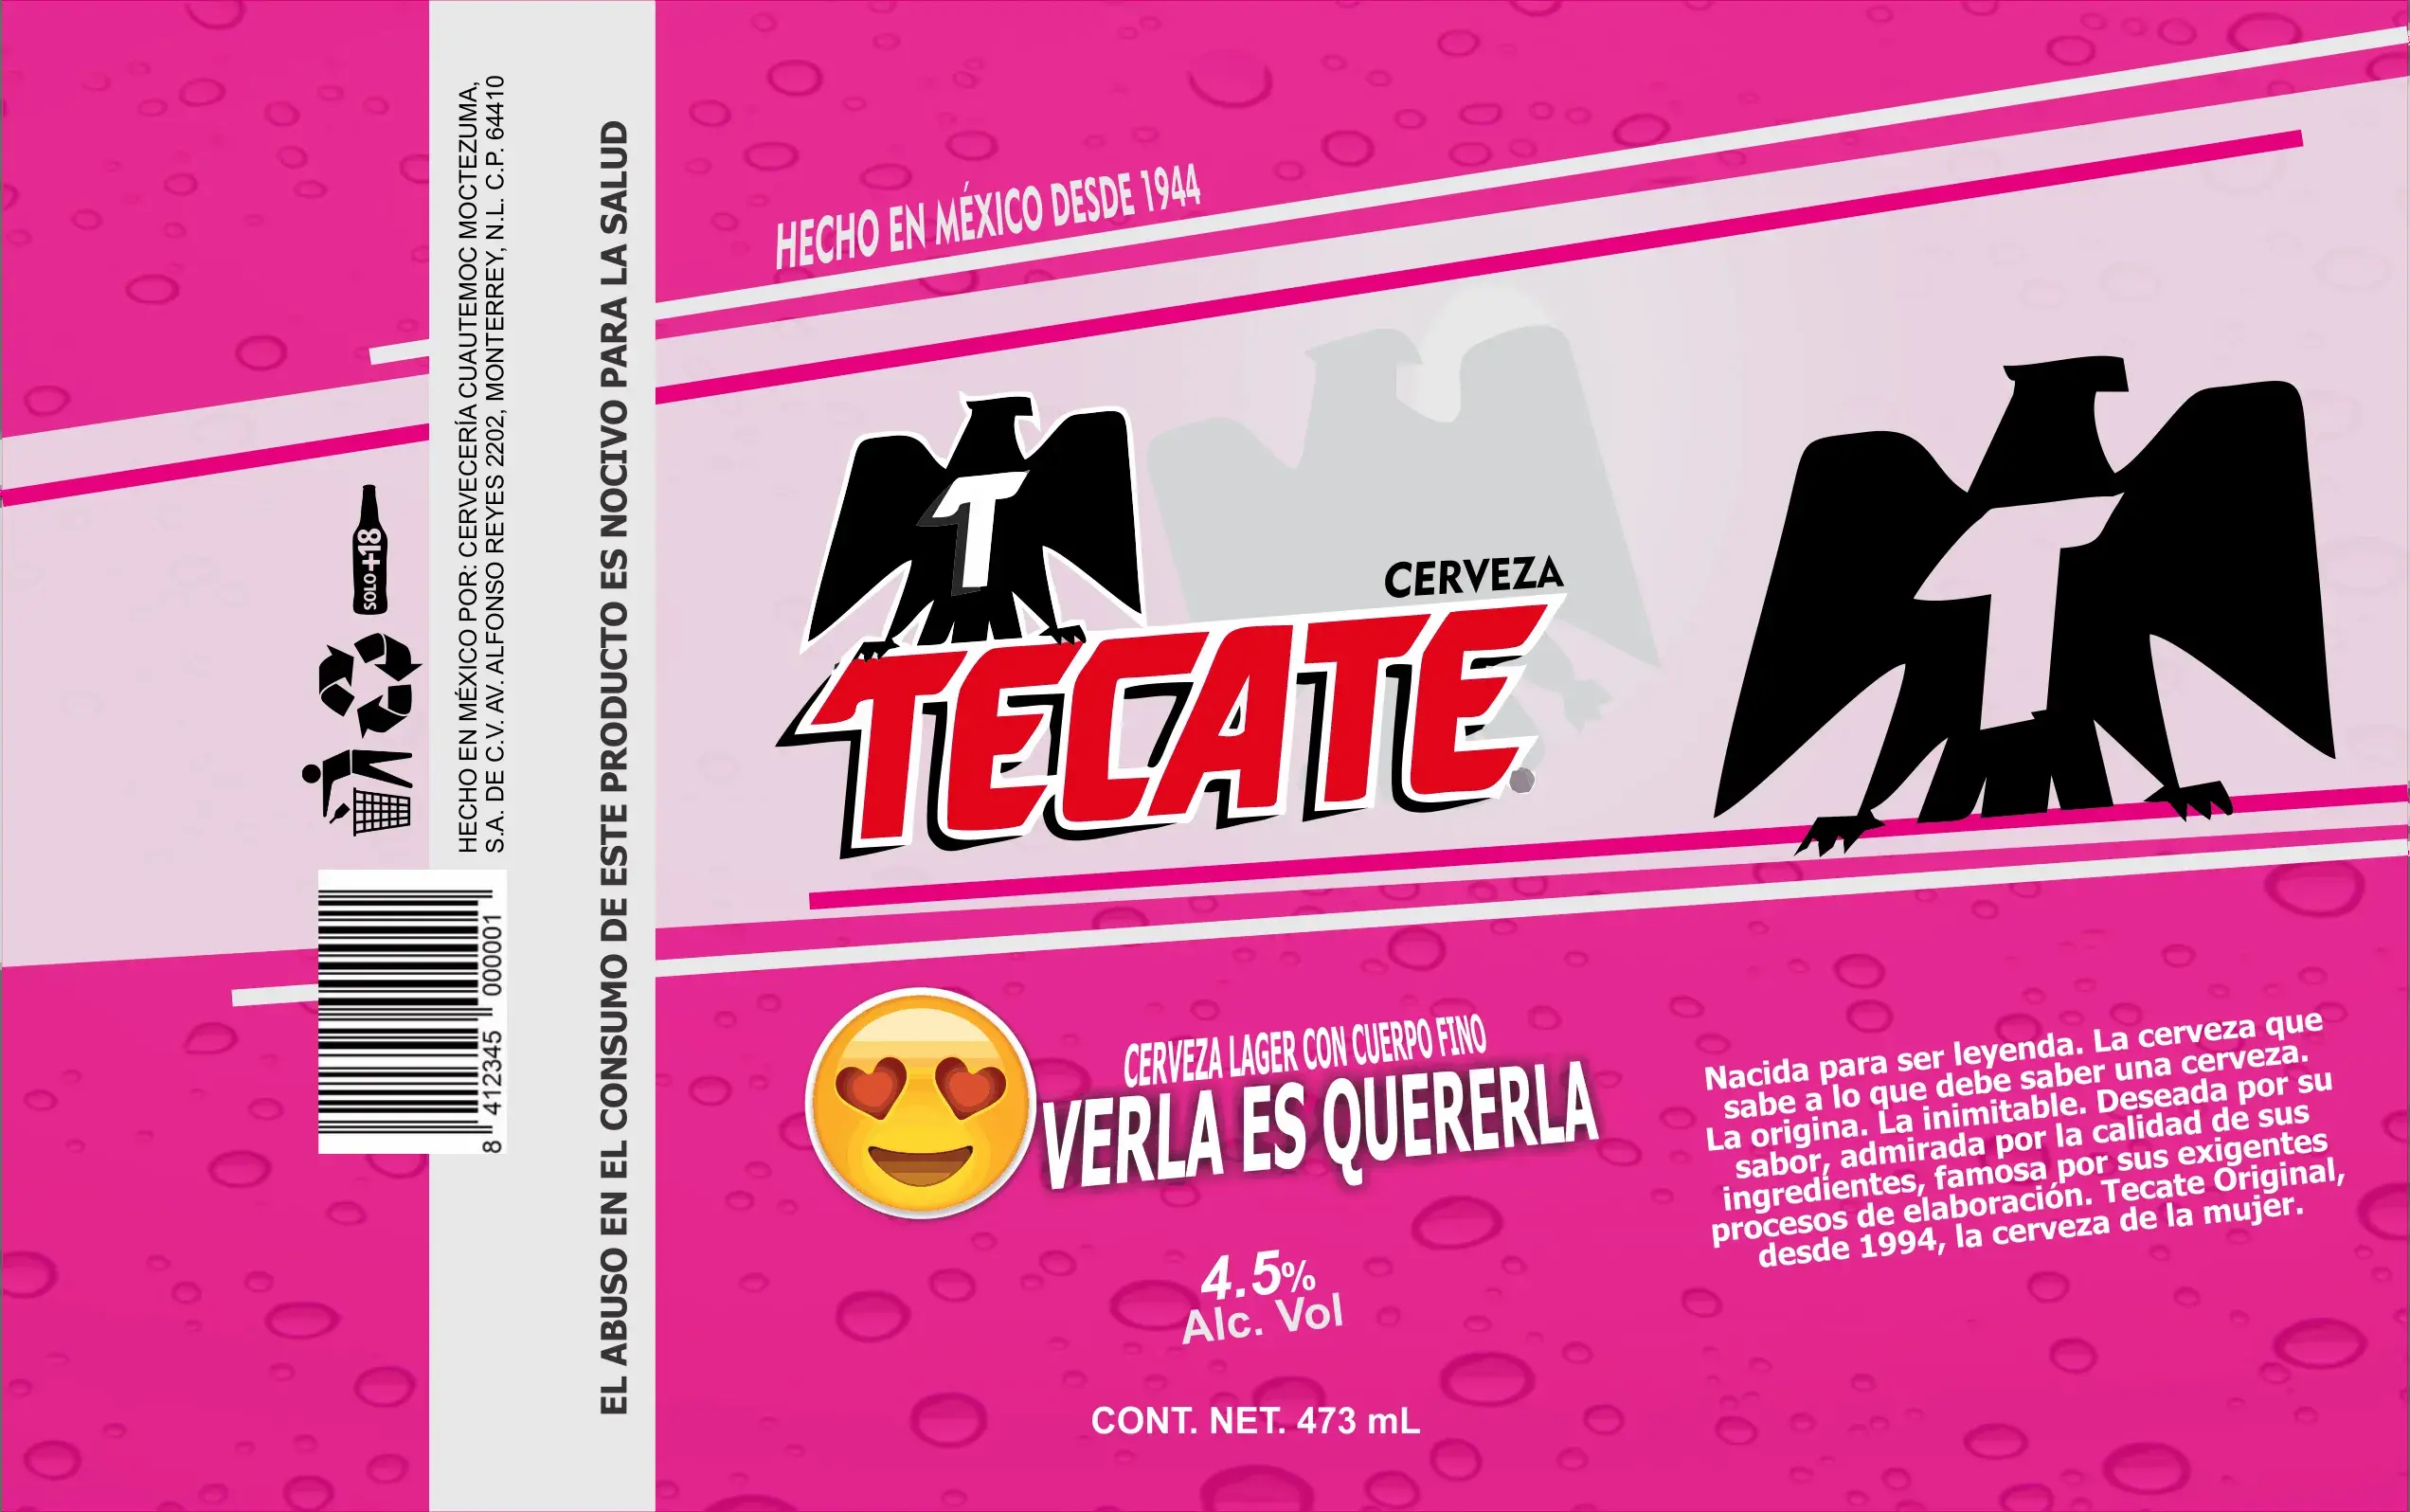 HECHO EN MÉXICO POR: CERVECERÍA CUAUTEMOC MOCTEZUMA,
S.A. DE C.V. AV. ALFONSO REYES 2202, MONTERREY, N.L. C.P. 64410
SOLO +18
8 412345 000001
EL ABUSO EN EL CONSUMO DE ESTE PRODUCTO ES NOCIVO PARA LA SALUD
HECHO EN MÉXICO DESDE 1944
T
CERVEZA
TECATE
CERVEZA LAGER CON CUERPO FINO
VERLA ES QUERERLA
4.5%
Alc. Vol
CONT. NET. 473 mL
T
Nacida para ser leyenda. La cerveza que
sabe a lo que debe saber una cerveza.
La origina. La inimitable. Deseada por su
sabor, admirada por la calidad de sus
ingredientes, famosa por sus exigentes
procesos de elaboración. Tecate Original,
desde 1994, la cerveza de la mujer.